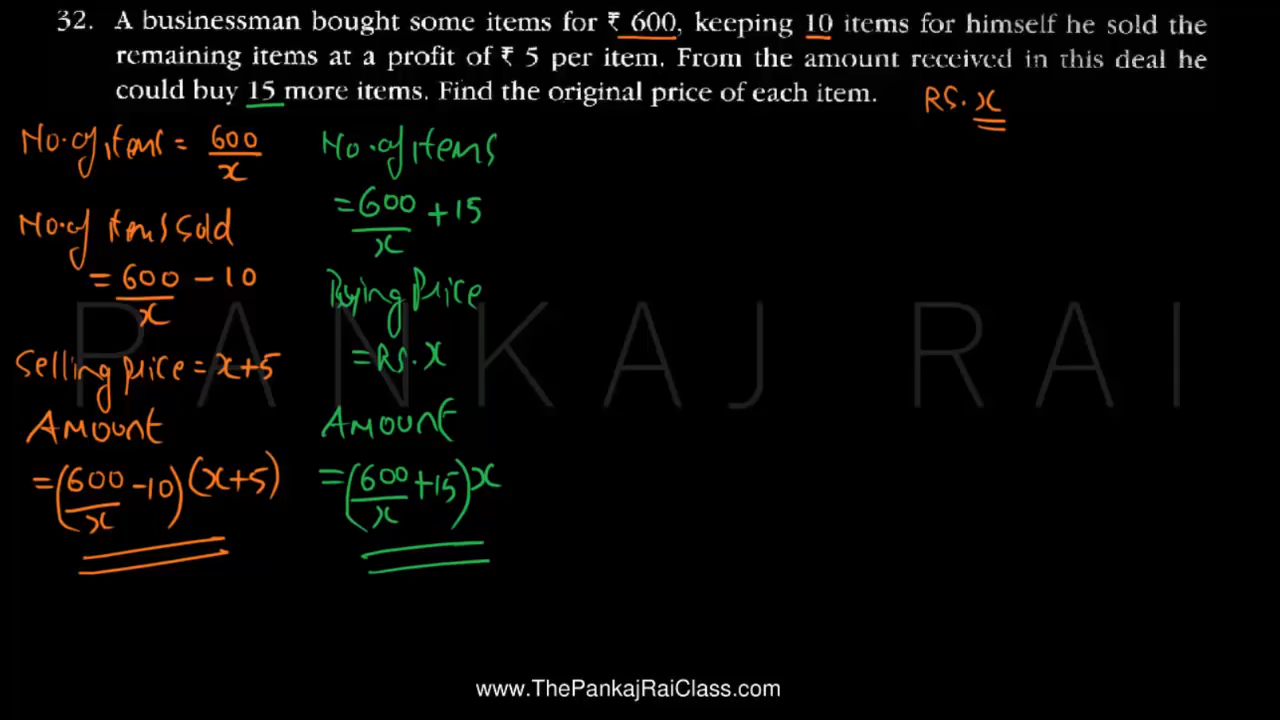 32. A businessman bought some items for ₹ 600, keeping 10 items for himself he sold the
remaining items at a profit of ₹ 5 per item. From the amount received in this deal he
could buy 15 more items. Find the original price of each item.
RS. x
No. of items = 600/x
No. of items sold
= 600/x - 10
Selling price = x+5
AMOUNT
= (600/x - 10) (x+5)
No. of items
= 600/x + 15
Buying Price
= RS. x
AMOUNT
= (600/x + 15) x
PANKAJ RAI
www.ThePankajRaiClass.com